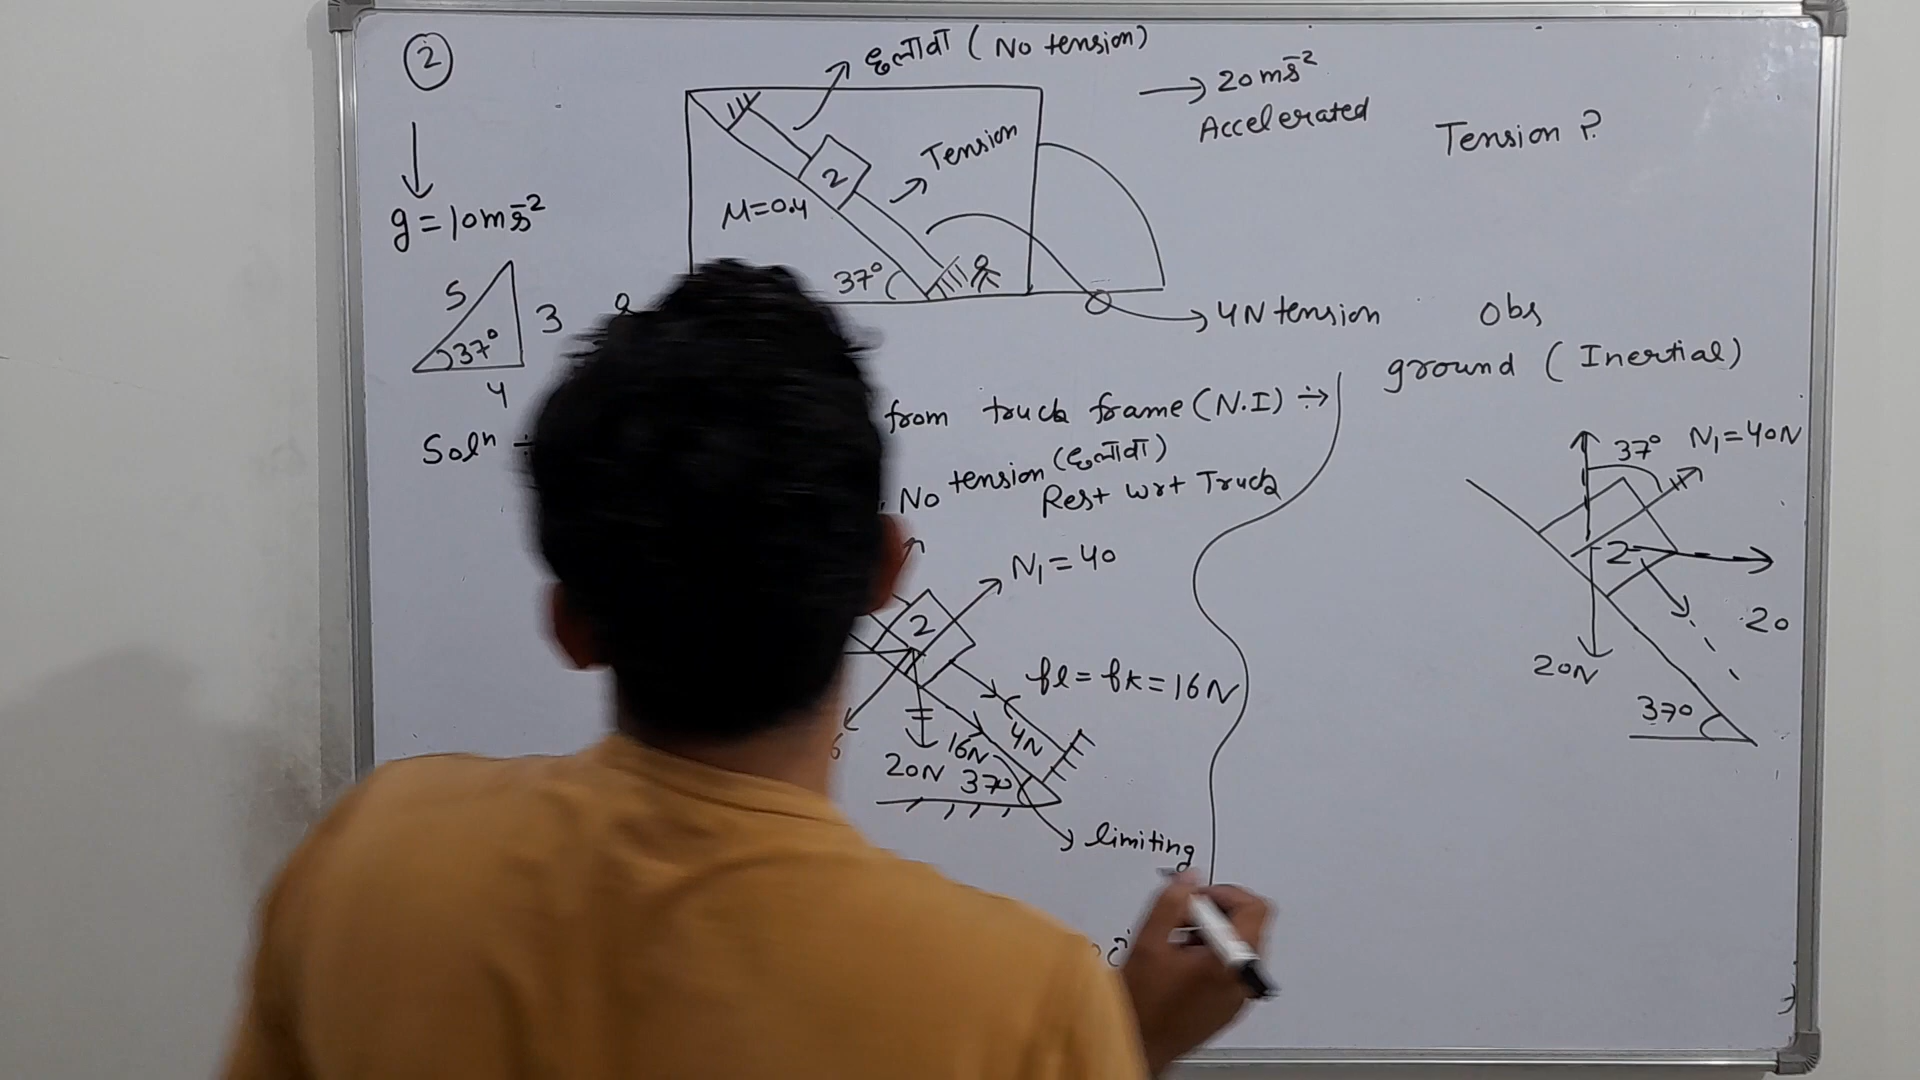 2
ढुलावा ( No tension)
→ 20 ms⁻²
Accelerated
Tension ?
Tension
2
g = 10 ms⁻²
M=0.4
37°
5
3
37°
4
→ 4N tension
Obs
ground ( Inertial)
from truck frame (N.I) ÷→
Solⁿ ÷
No tension
Rest wrt Truck
37°
N₁ = 40N
N₁ = 40
2
2
20
20N
fl = fk = 16N
37°
4N
16N
20N
37°
limiting